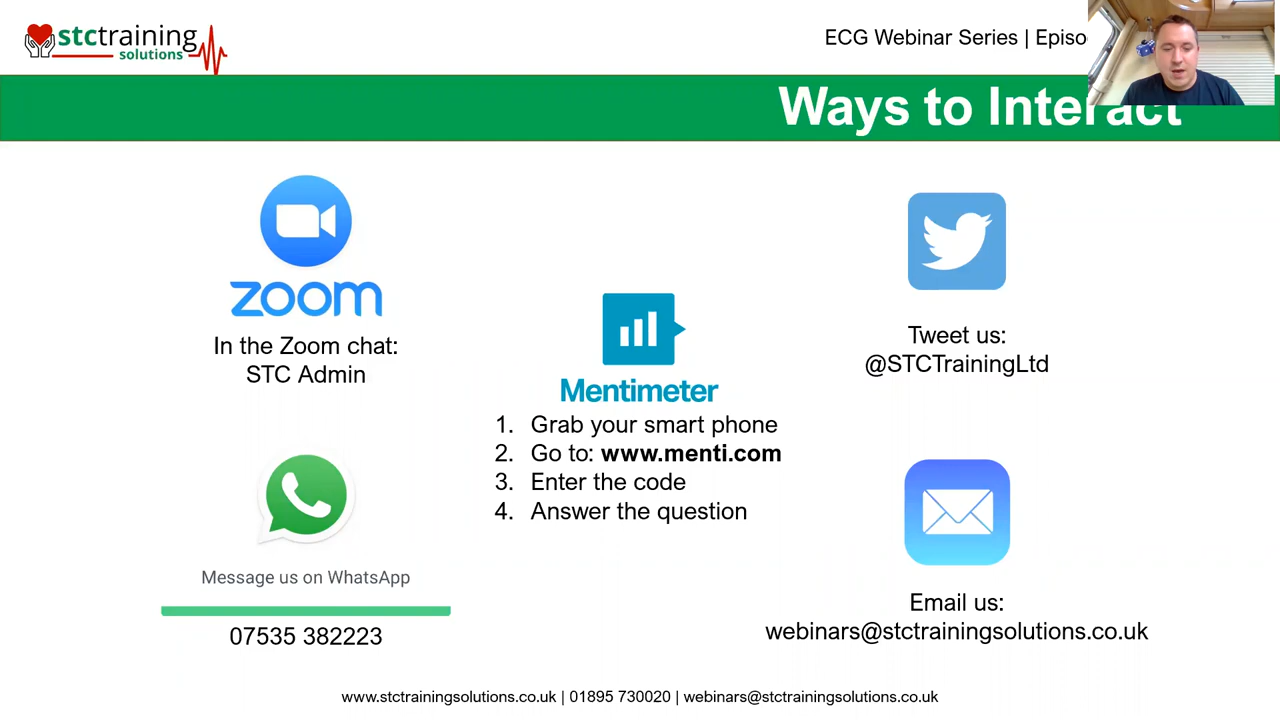 stctraining
solutions
ECG Webinar Series |
Ways to Interact
zoom
In the Zoom chat:
STC Admin
Message us on WhatsApp
07535 382223
Mentimeter
1. Grab your smart phone
2. Go to: www.menti.com
3. Enter the code
4. Answer the question
Tweet us:
@STCTrainingLtd
Email us:
webinars@stctrainingsolutions.co.uk
www.stctrainingsolutions.co.uk | 01895 730020 | webinars@stctrainingsolutions.co.uk